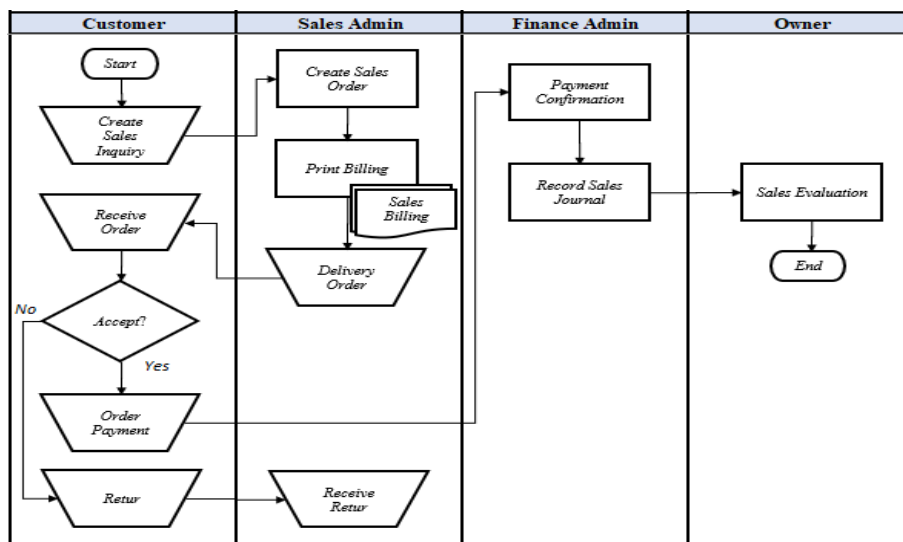 Customer
Sales Admin
Finance Admin
Owner
Start
Create
Sales
Inquiry
Receive
Order
Accept?
No
Yes
Order
Payment
Retur
Create Sales
Order
Print Billing
Sales
Billing
Delivery
Order
Receive
Retur
Payment
Confirmation
Record Sales
Journal
Sales Evaluation
End